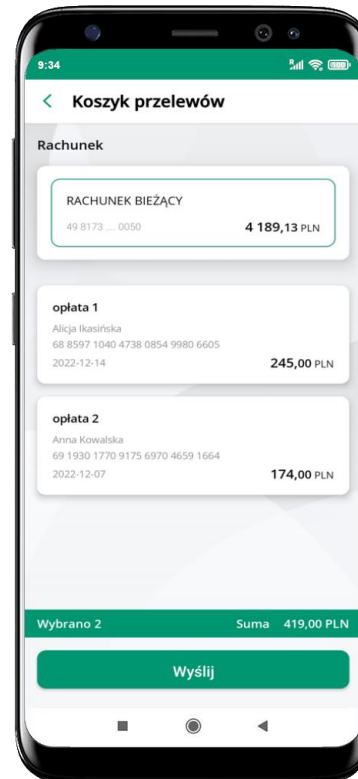 9:34
Koszyk przelewów
Rachunek
RACHUNEK BIEŻĄCY
49 8173 ... 0050 4 189,13 PLN
opłata 1
Alicja Ikasińska
68 8597 1040 4738 0854 9980 6605
2022-12-14 245,00 PLN
opłata 2
Anna Kowalska
69 1930 1770 9175 6970 4659 1664
2022-12-07 174,00 PLN
Wybrano 2 Suma 419,00 PLN
Wyślij